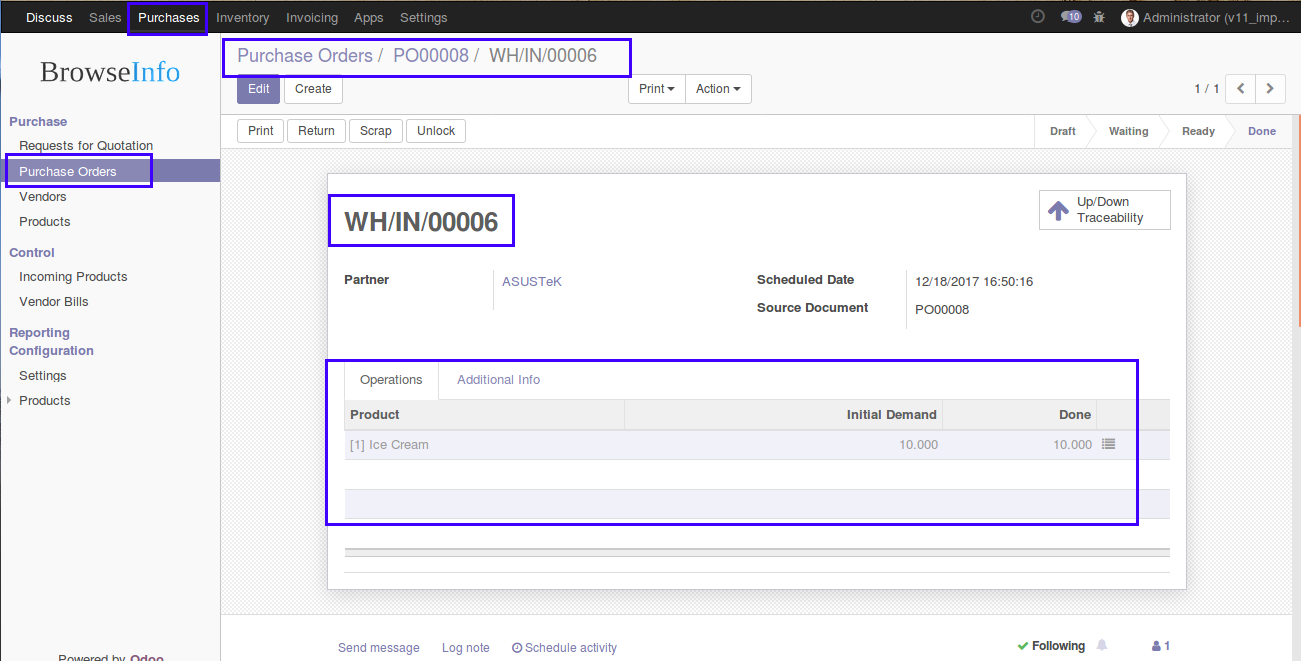 Discuss Sales Purchases Inventory Invoicing Apps Settings 10 Administrator (v11_imp...
BrowseInfo
Purchase
Requests for Quotation
Purchase Orders
Vendors
Products
Control
Incoming Products
Vendor Bills
Reporting
Configuration
Settings
Products
Powered by Odoo
Purchase Orders / PO00008 / WH/IN/00006
Edit Create Print Action 1 / 1
Print Return Scrap Unlock Draft Waiting Ready Done
WH/IN/00006
Up/Down
Traceability
Partner ASUSTeK Scheduled Date 12/18/2017 16:50:16
Source Document PO00008
Operations Additional Info
Product Initial Demand Done
[1] Ice Cream 10.000 10.000
Send message Log note Schedule activity Following 1